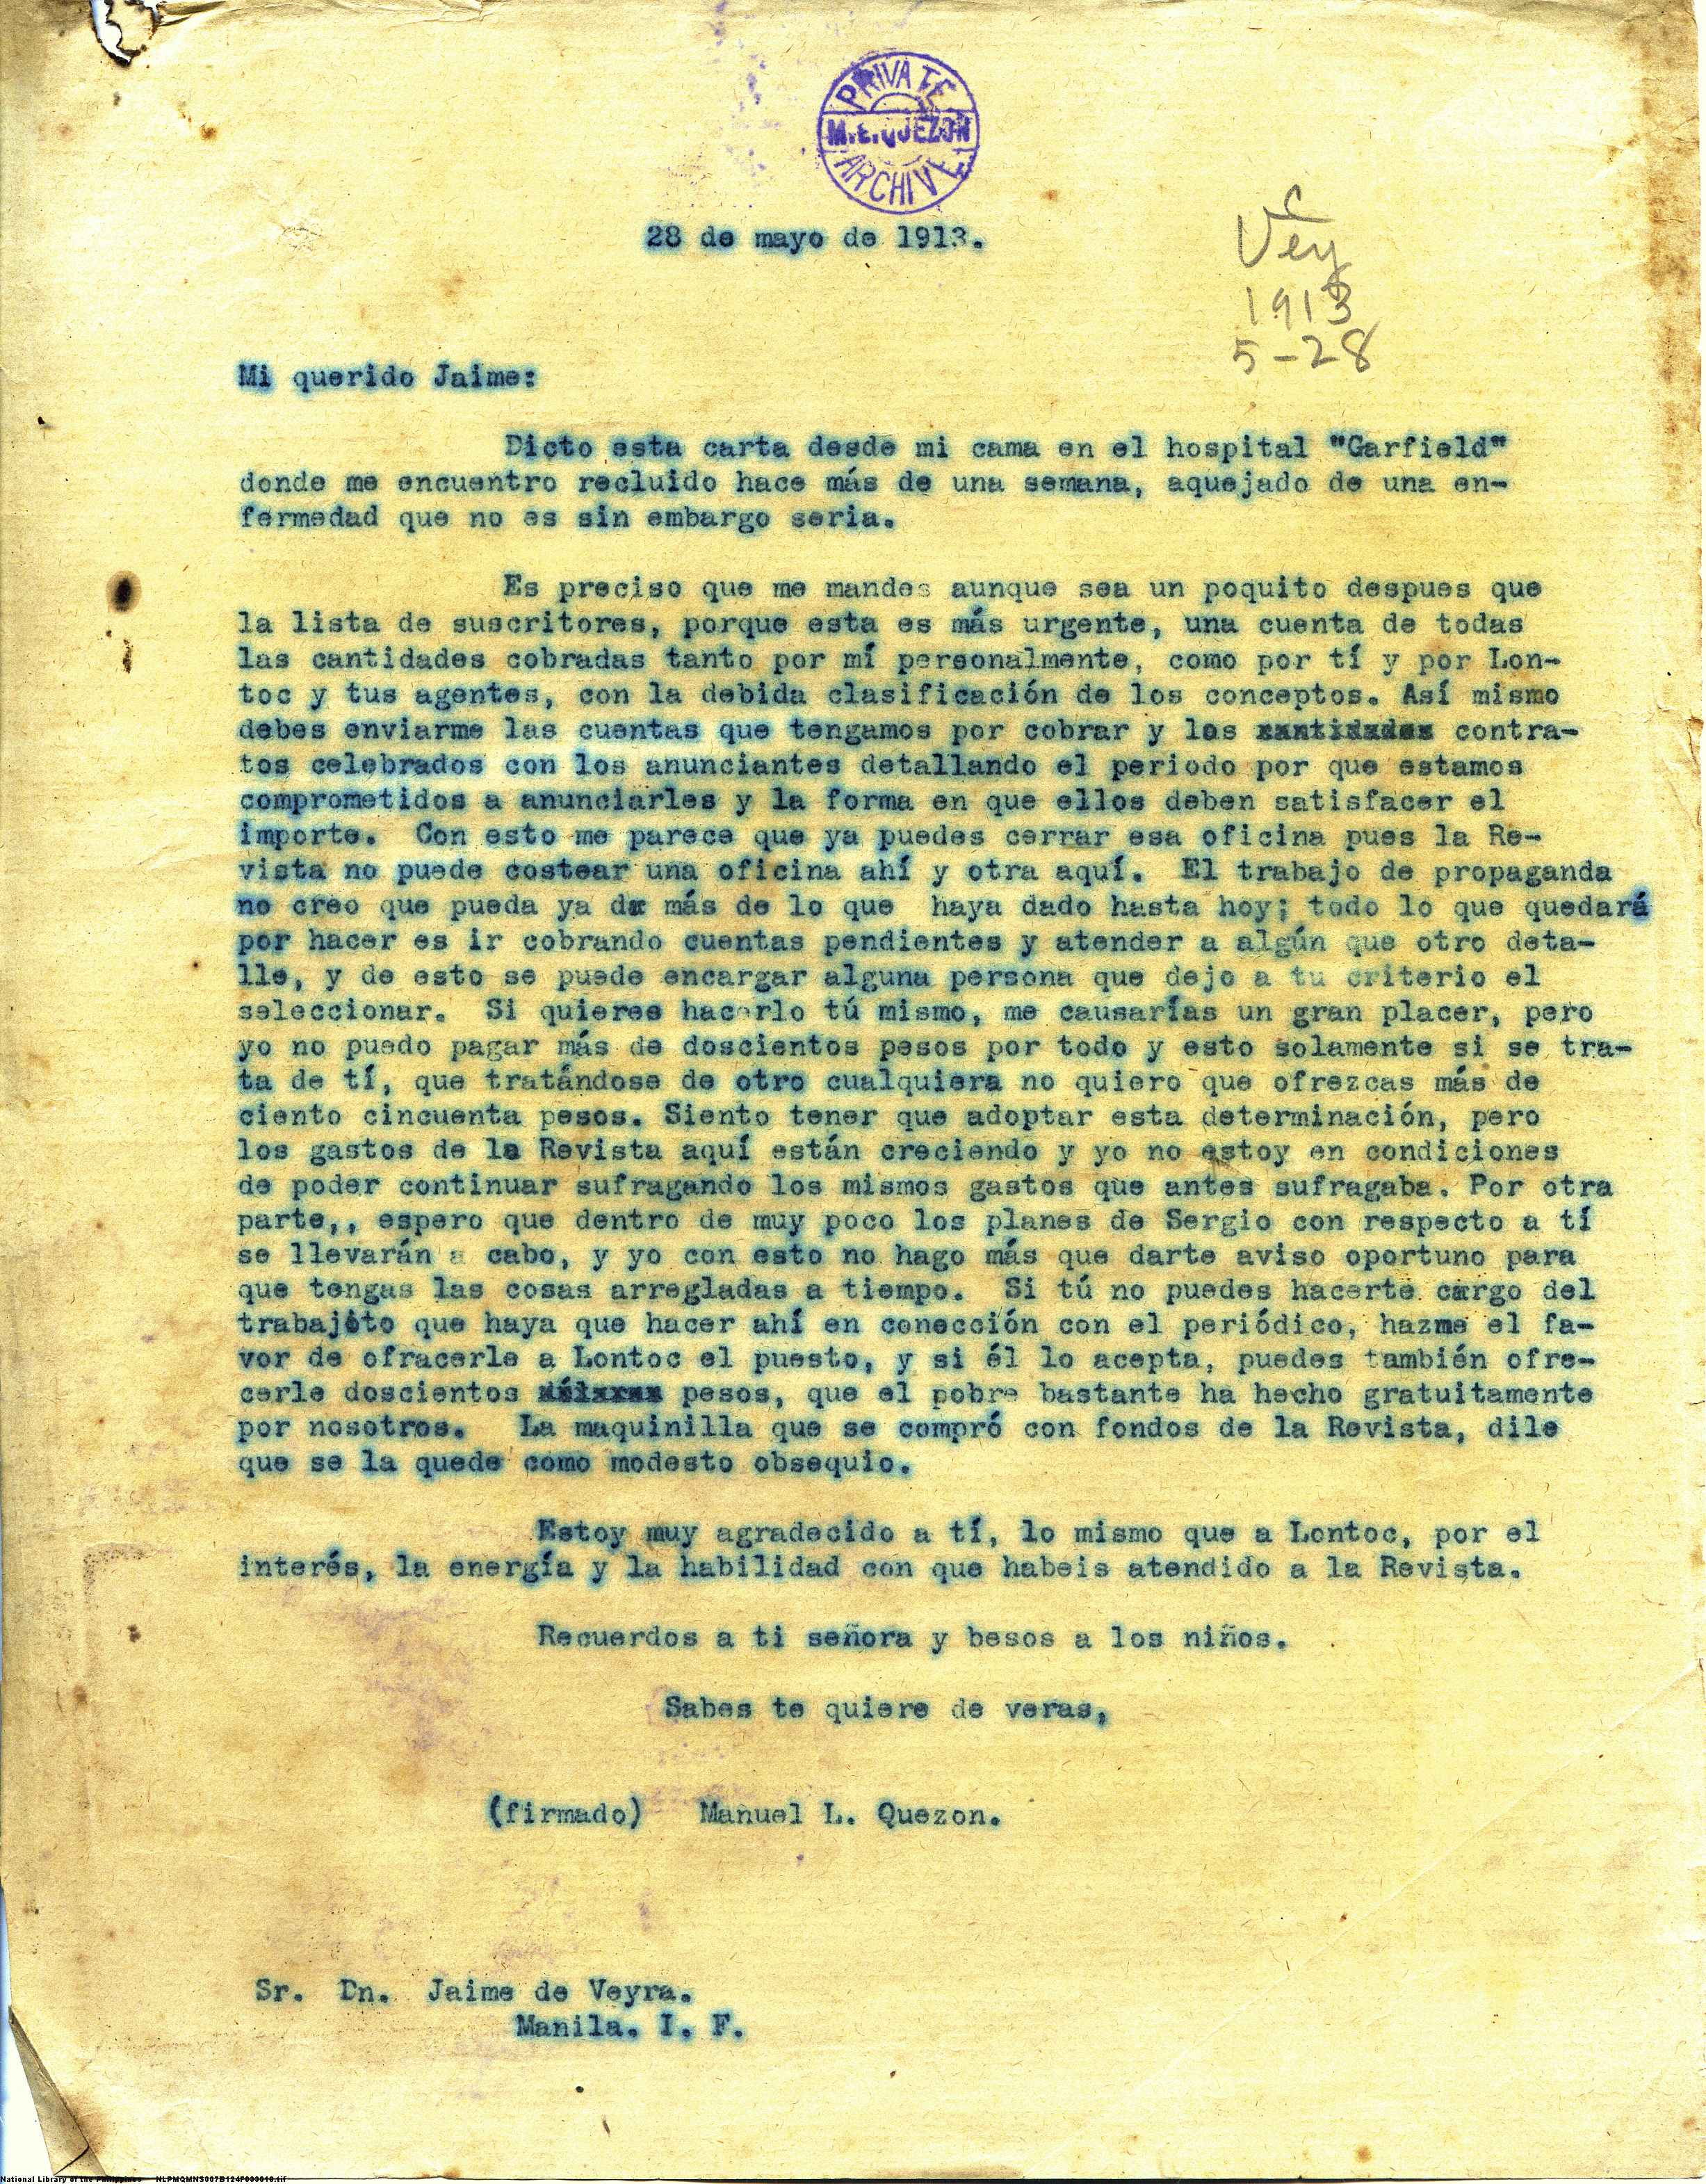 PRIVATE
M.L.QUEZON
ARCHIVE
28 de mayo de 1913.
Vey
1913
5-28
Mi querido Jaime:
Dicto esta carta desde mi cama en el hospital "Garfield"
donde me encuentro recluido hace más de una semana, aquejado de una en-
fermedad que no es sin embargo seria.
Es preciso que me mandes aunque sea un poquito despues que
la lista de suscritores, porque esta es más urgente, una cuenta de todas
las cantidades cobradas tanto por mí personalmente, como por tí y por Lon-
toc y tus agentes, con la debida clasificación de los conceptos. Así mismo
debes enviarme las cuentas que tengamos por cobrar y los cantidades contra-
tos celebrados con los anunciantes detallando el periodo por que estamos
comprometidos a anunciarles y la forma en que ellos deben satisfacer el
importe. Con esto me parece que ya puedes cerrar esa oficina pues la Re-
vista no puede costear una oficina ahí y otra aquí. El trabajo de propaganda
no creo que pueda ya dar más de lo que haya dado hasta hoy; todo lo que quedará
por hacer es ir cobrando cuentas pendientes y atender a algún que otro deta-
lle, y de esto se puede encargar alguna persona que dejo a tu criterio el
seleccionar. Si quieres hacerlo tú mismo, me causarías un gran placer, pero
yo no puedo pagar más de doscientos pesos por todo y esto solamente si se tra-
ta de tí, que tratándose de otro cualquiera no quiero que ofrezcas más de
ciento cincuenta pesos. Siento tener que adoptar esta determinación, pero
los gastos de la Revista aquí están creciendo y yo no estoy en condiciones
de poder continuar sufragando los mismos gastos que antes sufragaba. Por otra
parte,, espero que dentro de muy poco los planes de Sergio con respecto a tí
se llevarán a cabo, y yo con esto no hago más que darte aviso oportuno para
que tengas las cosas arregladas a tiempo. Si tú no puedes hacerte cargo del
trabajito que haya que hacer ahí en conección con el periódico, hazme el fa-
vor de ofracerle a Lontoc el puesto, y si él lo acepta, puedes también ofre-
cerle doscientos dólares pesos, que el pobre bastante ha hecho gratuitamente
por nosotros. La maquinilla que se compró con fondos de la Revista, dile
que se la quede como modesto obsequio.
Estoy muy agradecido a tí, lo mismo que a Lontoc, por el
interés, la energía y la habilidad con que habeis atendido a la Revista.
Recuerdos a ti señora y besos a los niños.
Sabes te quiere de veras,
(firmado) Manuel L. Quezon.
Sr. Dn. Jaime de Veyra.
Manila. I. F.
National Library of the Philippines NLPMQMNS007B124F000010.tif